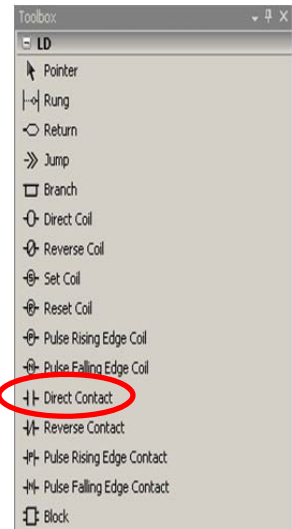 Toolbox
LD
Pointer
Rung
Return
Jump
Branch
Direct Coil
Reverse Coil
Set Coil
Reset Coil
Pulse Rising Edge Coil
Pulse Falling Edge Coil
Direct Contact
Reverse Contact
Pulse Rising Edge Contact
Pulse Falling Edge Contact
Block